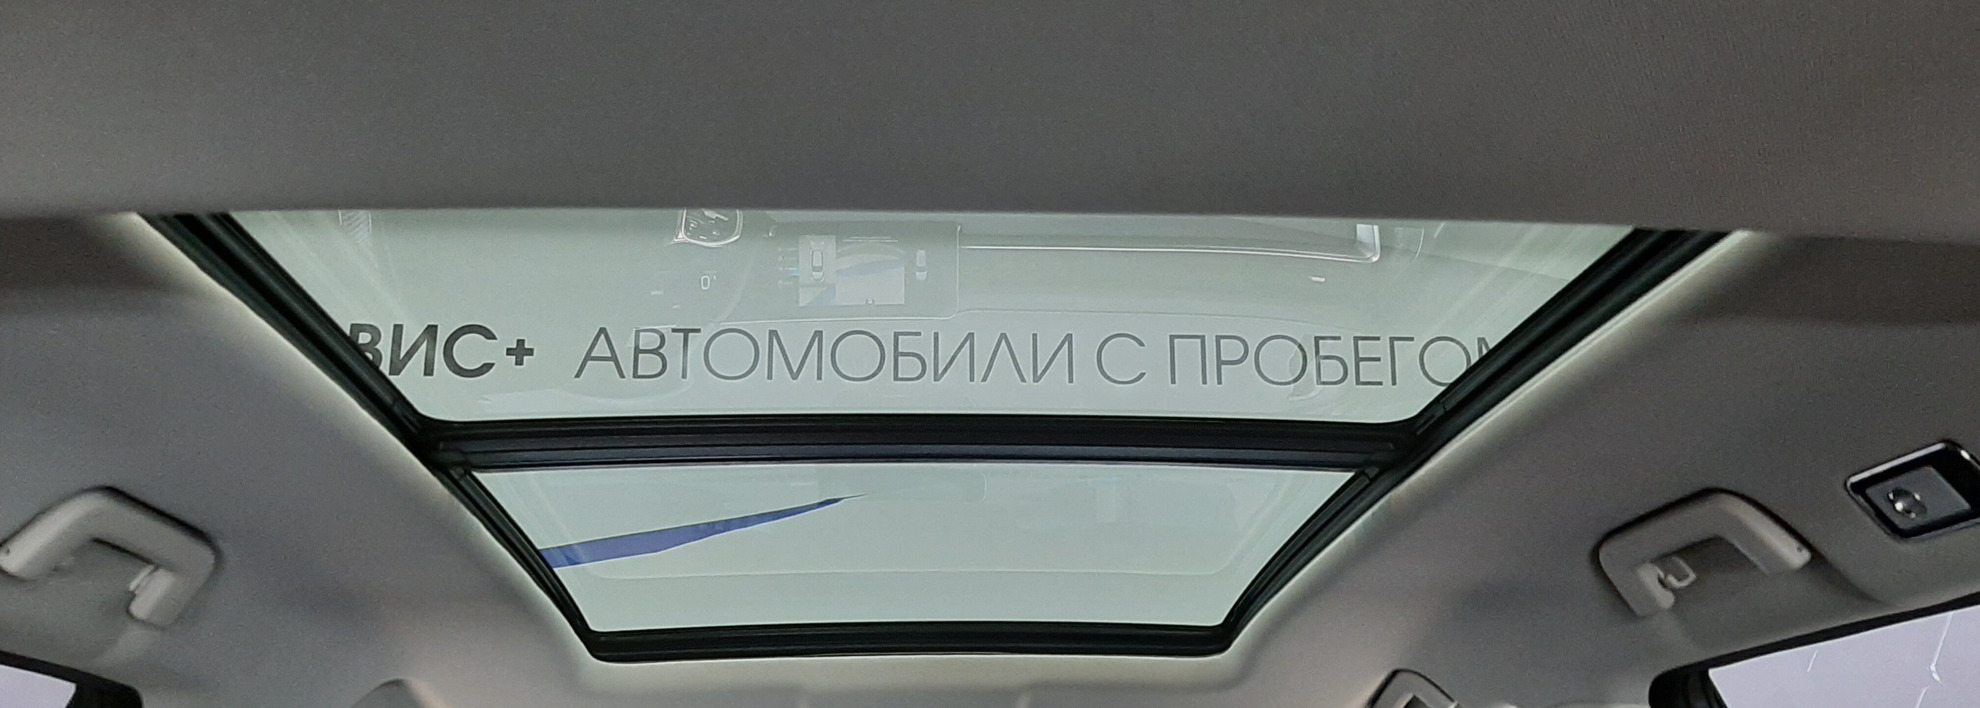 ВИС+ АВТОМОБИЛИ С ПРОБЕГОМ